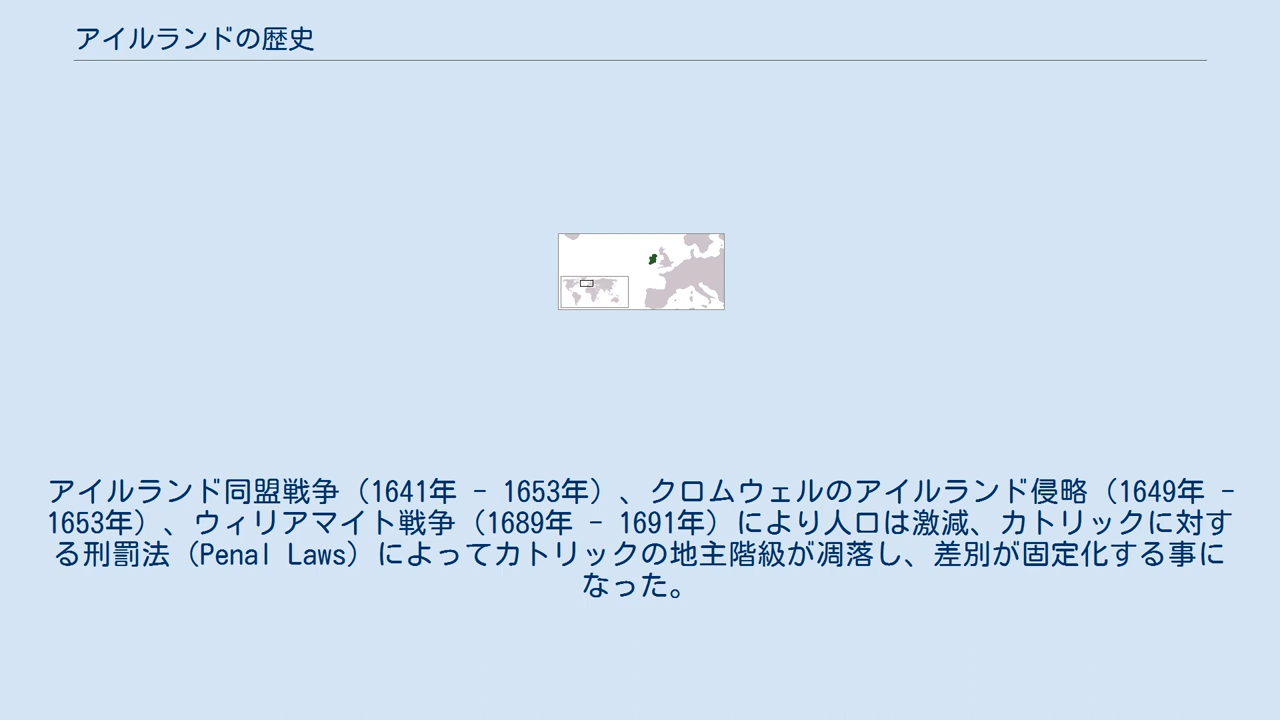 アイルランドの歴史
アイルランド同盟戦争（1641年 - 1653年）、クロムウェルのアイルランド侵略（1649年 -
1653年）、ウィリアマイト戦争（1689年 - 1691年）により人口は激減、カトリックに対す
る刑罰法（Penal Laws）によってカトリックの地主階級が凋落し、差別が固定化する事に
なった。